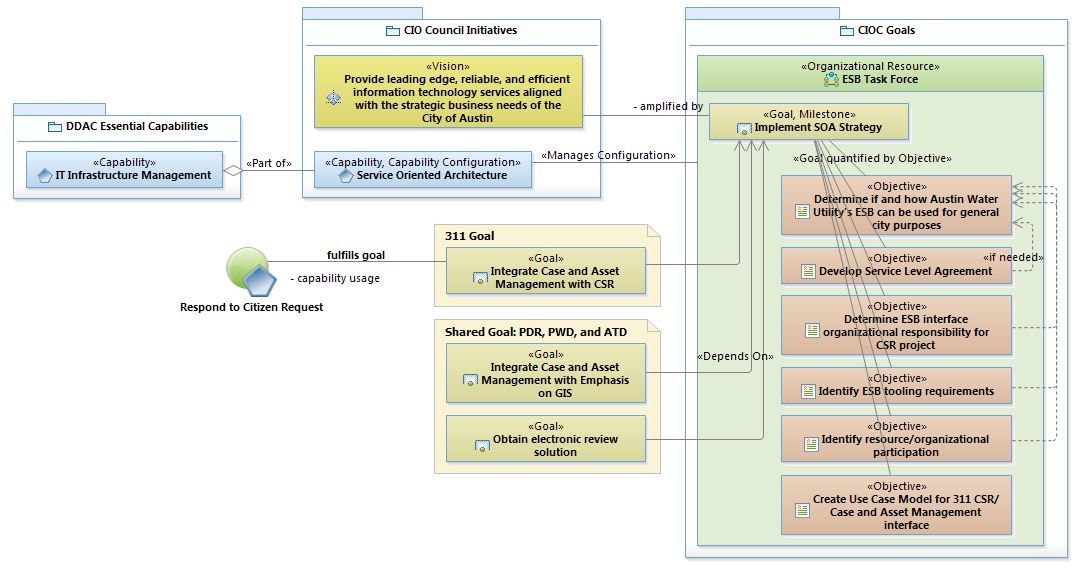 CIO Council Initiatives
«Vision»
Provide leading edge, reliable, and efficient
information technology services aligned
with the strategic business needs of the
City of Austin
DDAC Essential Capabilities
«Capability»
IT Infrastructure Management
«Part of»
«Capability, Capability Configuration»
Service Oriented Architecture
«Manages Configuration»
- amplified by
CIOC Goals
«Organizational Resource»
ESB Task Force
«Goal, Milestone»
Implement SOA Strategy
«Goal quantified by Objective»
«Objective»
Determine if and how Austin Water
Utility's ESB can be used for general
city purposes
«Objective»
Develop Service Level Agreement
«if needed»
«Objective»
Determine ESB interface
organizational responsibility for
CSR project
«Objective»
Identify ESB tooling requirements
«Objective»
Identify resource/organizational
participation
«Objective»
Create Use Case Model for 311 CSR/
Case and Asset Management
interface
311 Goal
«Goal»
Integrate Case and Asset
Management with CSR
fulfills goal
- capability usage
Respond to Citizen Request
Shared Goal: PDR, PWD, and ATD
«Goal»
Integrate Case and Asset
Management with Emphasis
on GIS
«Depends On»
«Goal»
Obtain electronic review
solution